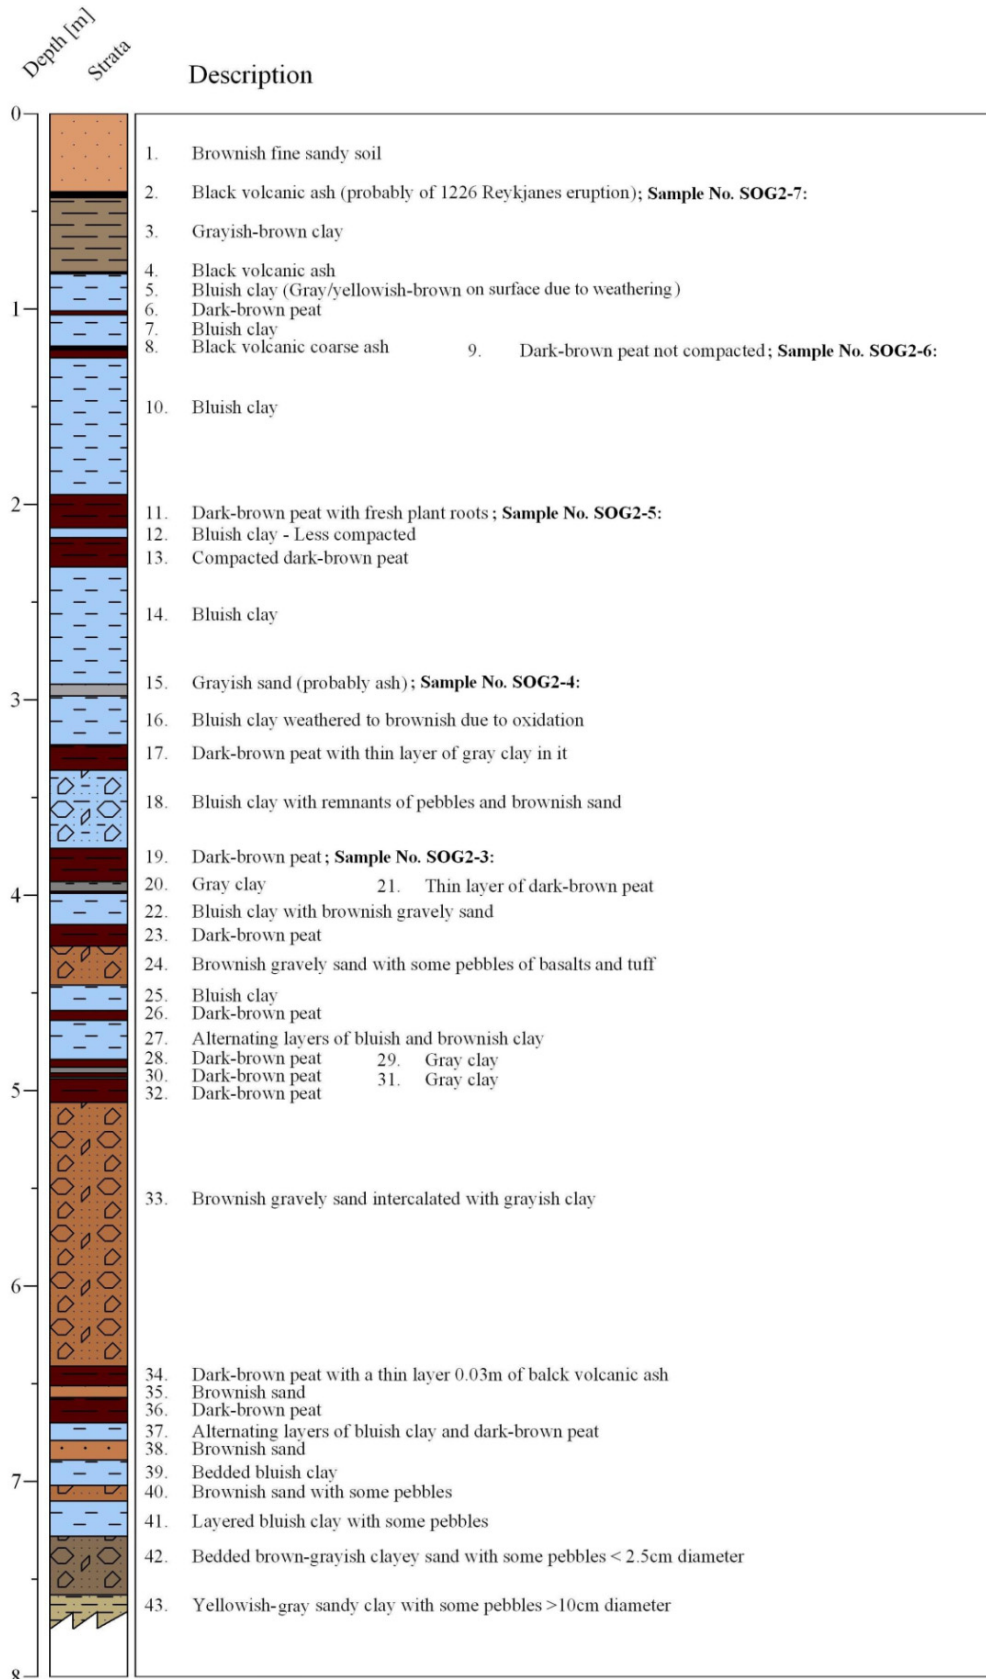 Depth [m]
Strata
Description
0
1. Brownish fine sandy soil
2. Black volcanic ash (probably of 1226 Reykjanes eruption); Sample No. SOG2-7:
3. Grayish-brown clay
4. Black volcanic ash
5. Bluish clay (Gray/yellowish-brown on surface due to weathering)
1
6. Dark-brown peat
7. Bluish clay
8. Black volcanic coarse ash 9. Dark-brown peat not compacted; Sample No. SOG2-6:
10. Bluish clay
2
11. Dark-brown peat with fresh plant roots; Sample No. SOG2-5:
12. Bluish clay - Less compacted
13. Compacted dark-brown peat
14. Bluish clay
15. Grayish sand (probably ash); Sample No. SOG2-4:
3
16. Bluish clay weathered to brownish due to oxidation
17. Dark-brown peat with thin layer of gray clay in it
18. Bluish clay with remnants of pebbles and brownish sand
19. Dark-brown peat; Sample No. SOG2-3:
20. Gray clay 21. Thin layer of dark-brown peat
4
22. Bluish clay with brownish gravely sand
23. Dark-brown peat
24. Brownish gravely sand with some pebbles of basalts and tuff
25. Bluish clay
26. Dark-brown peat
27. Alternating layers of bluish and brownish clay
28. Dark-brown peat 29. Gray clay
30. Dark-brown peat 31. Gray clay
5
32. Dark-brown peat
33. Brownish gravely sand intercalated with grayish clay
6
34. Dark-brown peat with a thin layer 0.03m of balck volcanic ash
35. Brownish sand
36. Dark-brown peat
37. Alternating layers of bluish clay and dark-brown peat
38. Brownish sand
39. Bedded bluish clay
7
40. Brownish sand with some pebbles
41. Layered bluish clay with some pebbles
42. Bedded brown-grayish clayey sand with some pebbles < 2.5cm diameter
43. Yellowish-gray sandy clay with some pebbles >10cm diameter
8